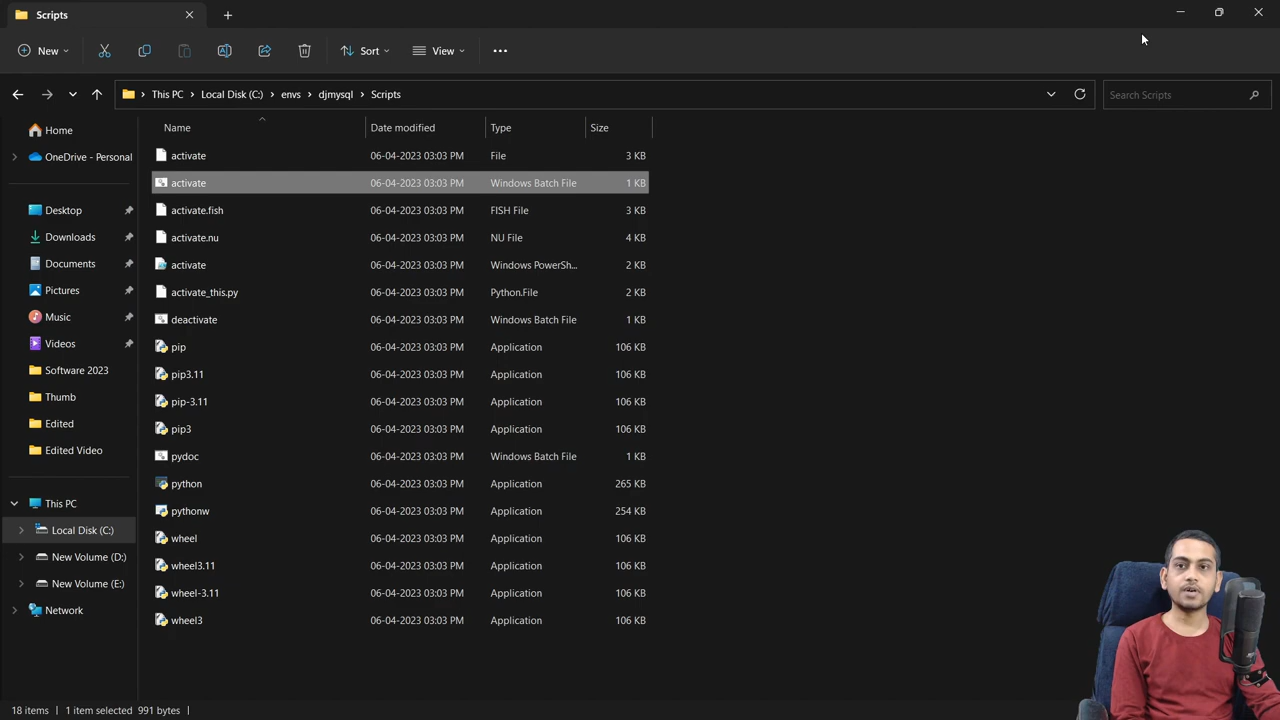 Scripts
New
Sort
View
This PC > Local Disk (C:) > envs > djmysql > Scripts
Search Scripts
Home
OneDrive - Personal
Desktop
Downloads
Documents
Pictures
Music
Videos
Software 2023
Thumb
Edited
Edited Video
This PC
Local Disk (C:)
New Volume (D:)
New Volume (E:)
Network
Name Date modified Type Size
activate 06-04-2023 03:03 PM File 3 KB
activate 06-04-2023 03:03 PM Windows Batch File 1 KB
activate.fish 06-04-2023 03:03 PM FISH File 3 KB
activate.nu 06-04-2023 03:03 PM NU File 4 KB
activate 06-04-2023 03:03 PM Windows PowerSh... 2 KB
activate_this.py 06-04-2023 03:03 PM Python.File 2 KB
deactivate 06-04-2023 03:03 PM Windows Batch File 1 KB
pip 06-04-2023 03:03 PM Application 106 KB
pip3.11 06-04-2023 03:03 PM Application 106 KB
pip-3.11 06-04-2023 03:03 PM Application 106 KB
pip3 06-04-2023 03:03 PM Application 106 KB
pydoc 06-04-2023 03:03 PM Windows Batch File 1 KB
python 06-04-2023 03:03 PM Application 265 KB
pythonw 06-04-2023 03:03 PM Application 254 KB
wheel 06-04-2023 03:03 PM Application 106 KB
wheel3.11 06-04-2023 03:03 PM Application 106 KB
wheel-3.11 06-04-2023 03:03 PM Application 106 KB
wheel3 06-04-2023 03:03 PM Application 106 KB
18 items | 1 item selected 991 bytes |